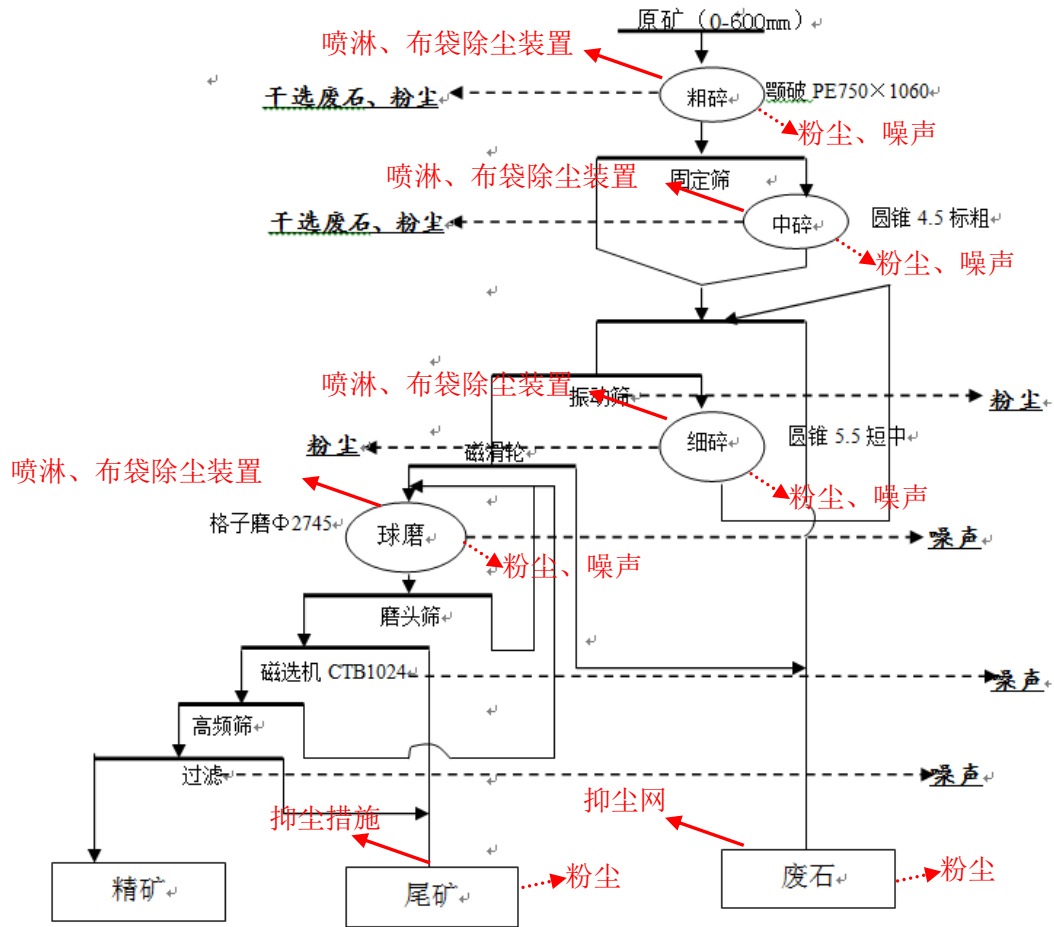 原矿（0-600mm）
喷淋、布袋除尘装置
粗碎
颚破 PE750×1060
干选废石、粉尘
粉尘、噪声
喷淋、布袋除尘装置
固定筛
干选废石、粉尘
中碎
圆锥 4.5 标粗
粉尘、噪声
喷淋、布袋除尘装置
振动筛
粉尘
粉尘
细碎
圆锥 5.5 短中
磁滑轮
喷淋、布袋除尘装置
粉尘、噪声
格子磨Φ2745
球磨
噪声
粉尘、噪声
磨头筛
磁选机 CTB1024
噪声
高频筛
过滤
噪声
抑尘措施
抑尘网
精矿
尾矿
粉尘
废石
粉尘